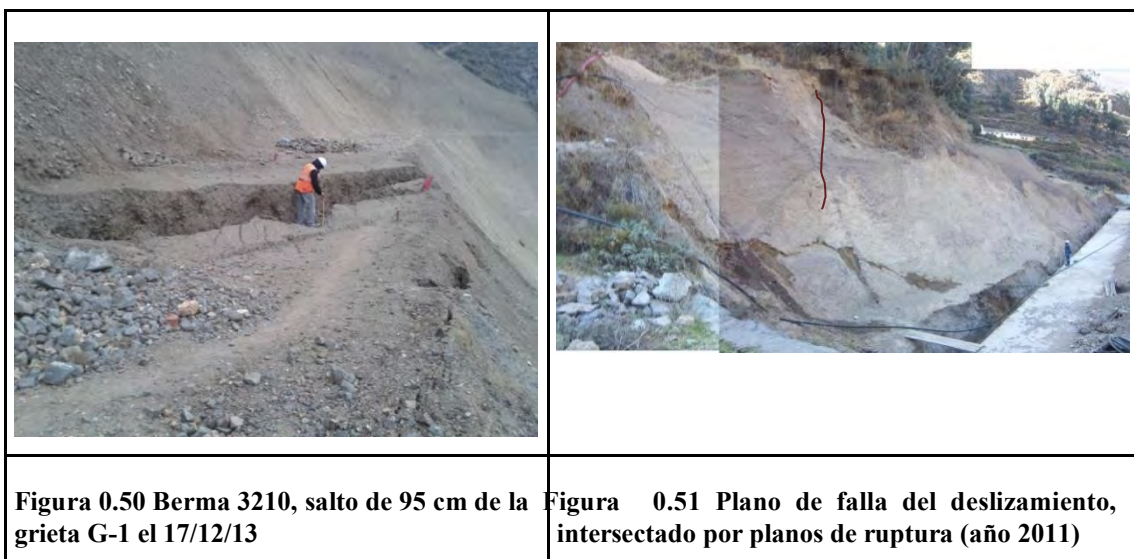 Figura 0.50 Berma 3210, salto de 95 cm de la
grieta G-1 el 17/12/13
Figura 0.51 Plano de falla del deslizamiento,
intersectado por planos de ruptura (año 2011)